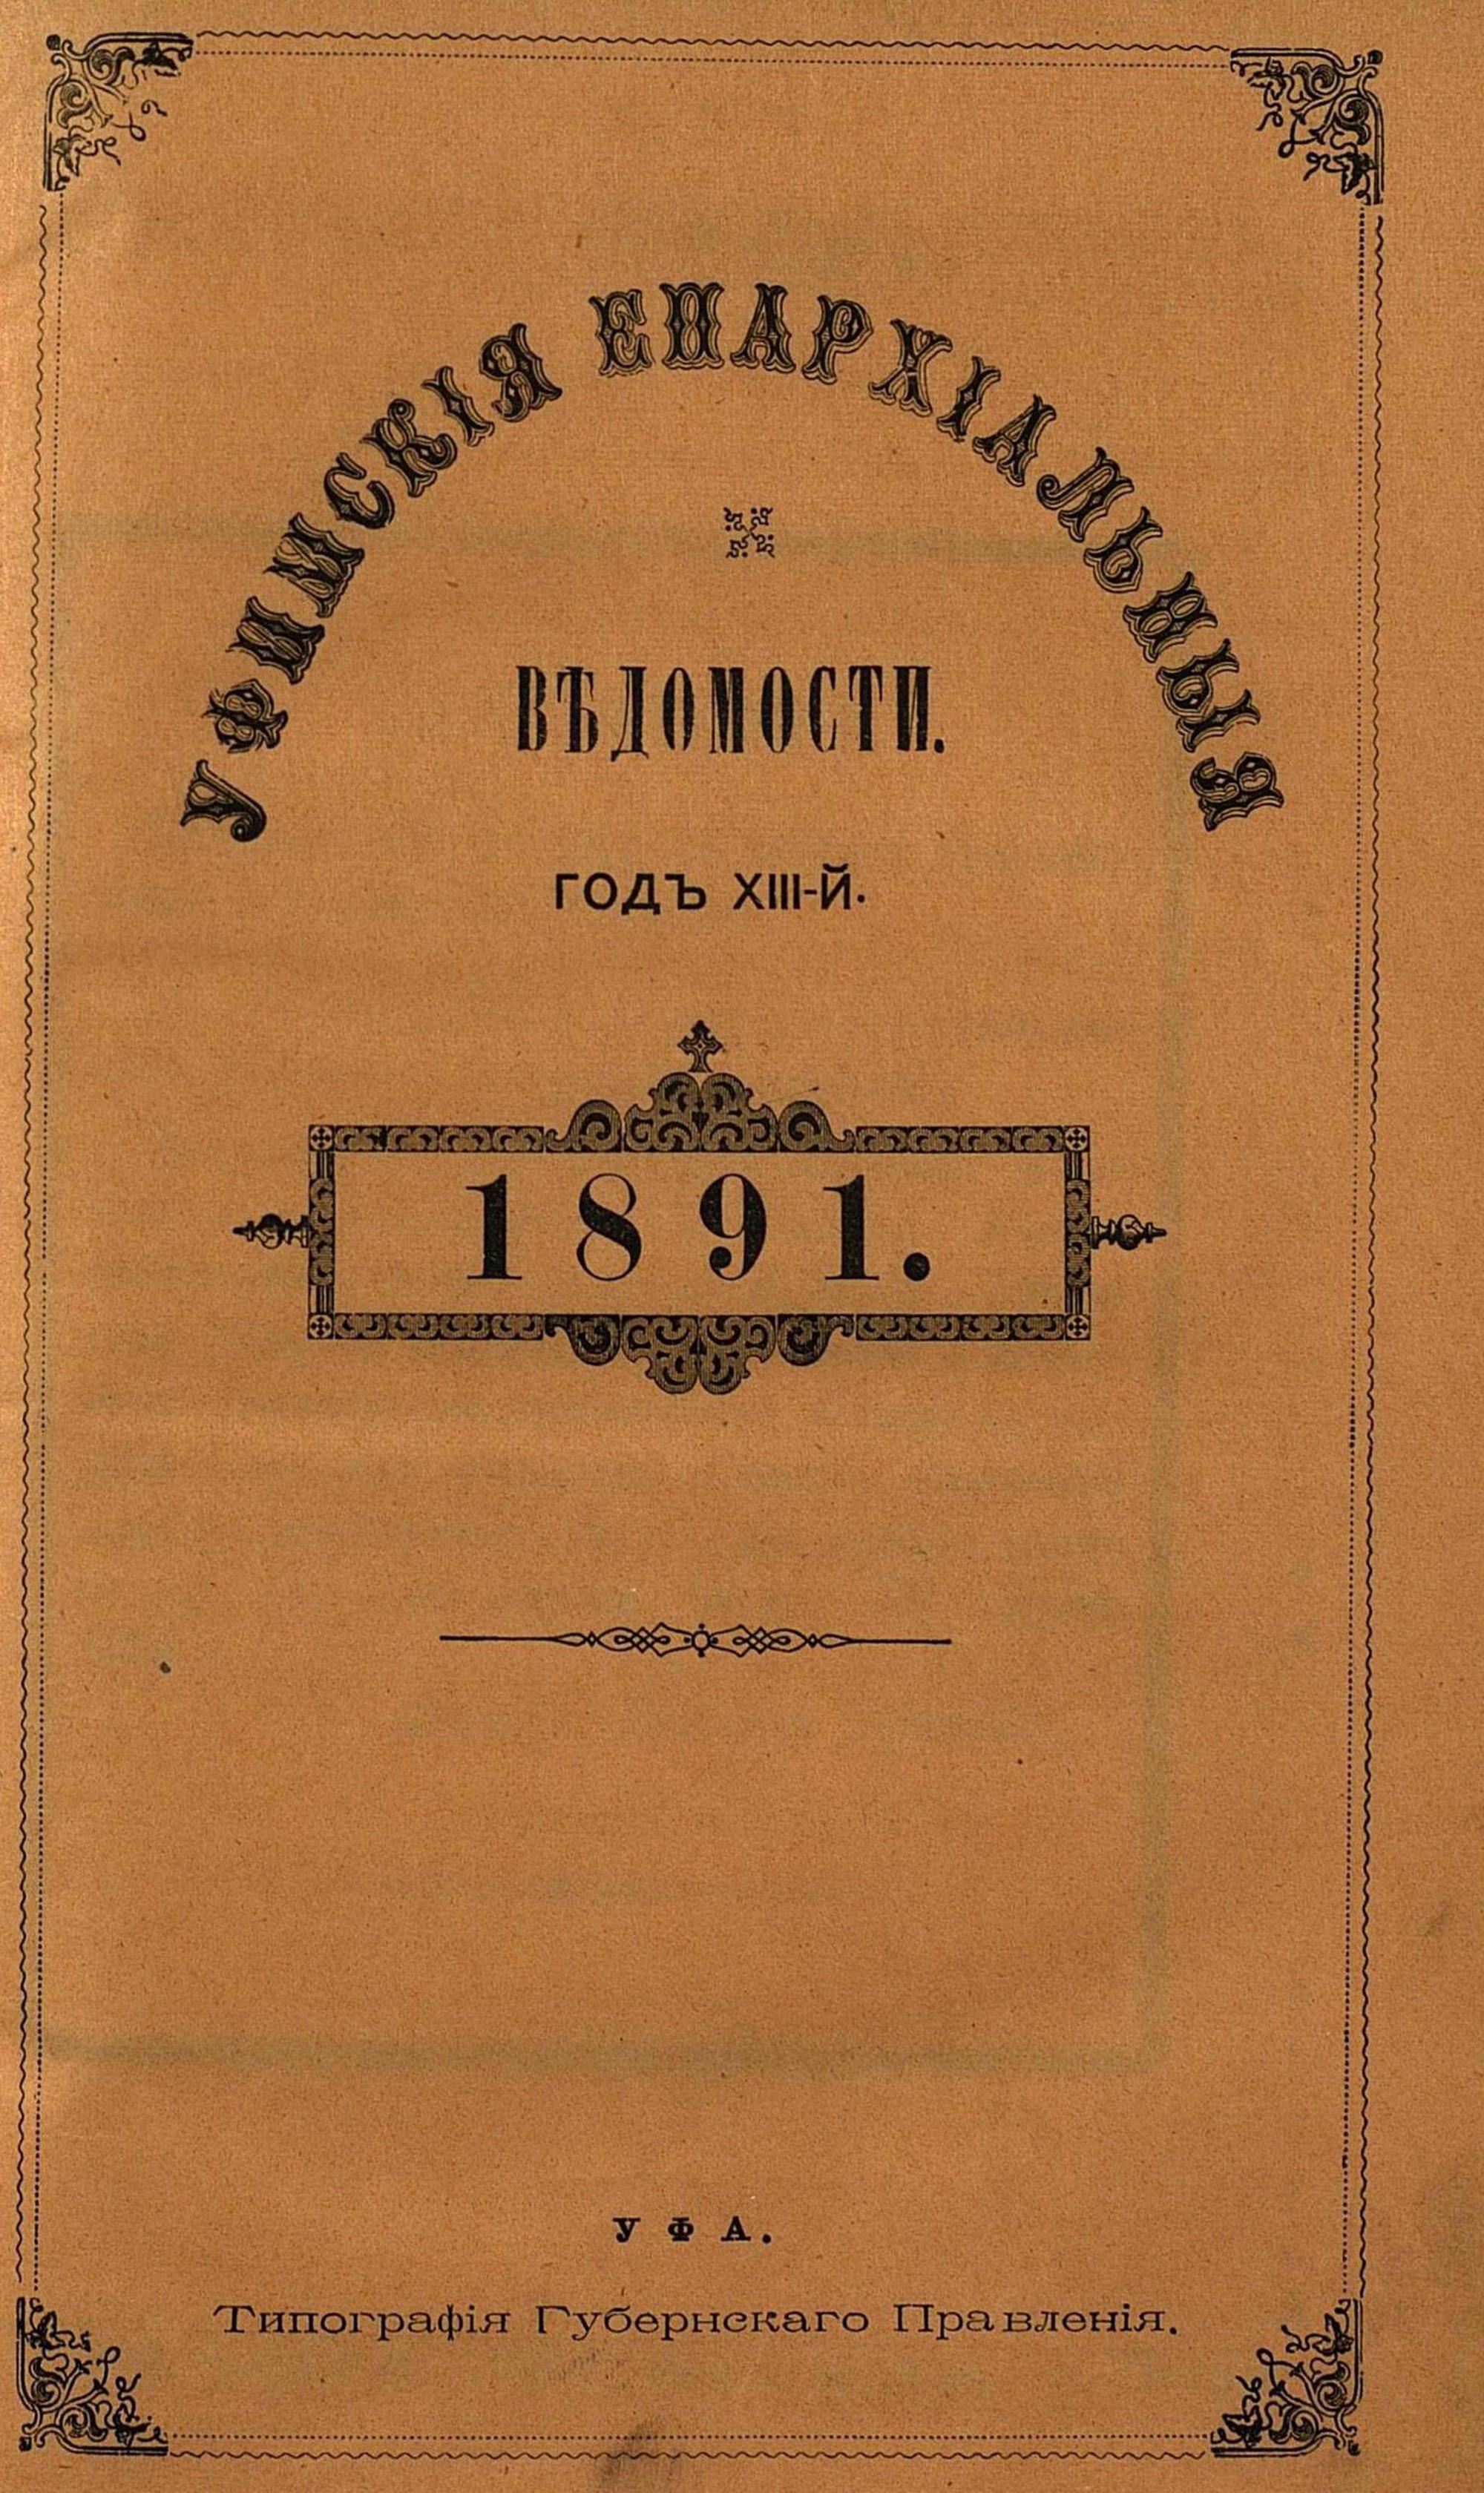 УФИМСКІЯ ЕПАРХІАЛЬНЫЯ
ВѢДОМОСТИ.
ГОДЪ XIII-Й.
1891.
УФА.
Типографія Губернскаго Правленія.